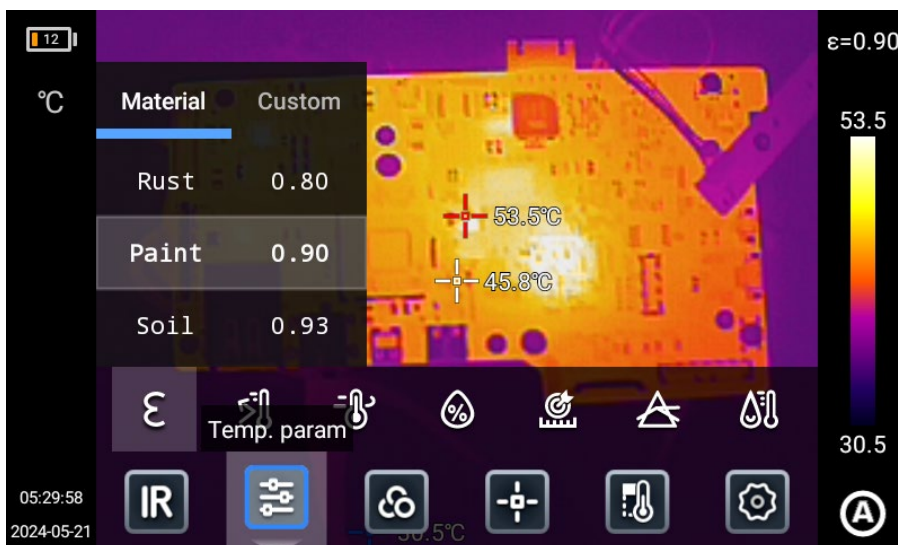 12
ε=0.90
℃
Material Custom
53.5
Rust 0.80
53.5℃
Paint 0.90
45.8℃
Soil 0.93
ε
%
Temp. param
30.5
05:29:58
IR
A
2024-05-21
30.5℃